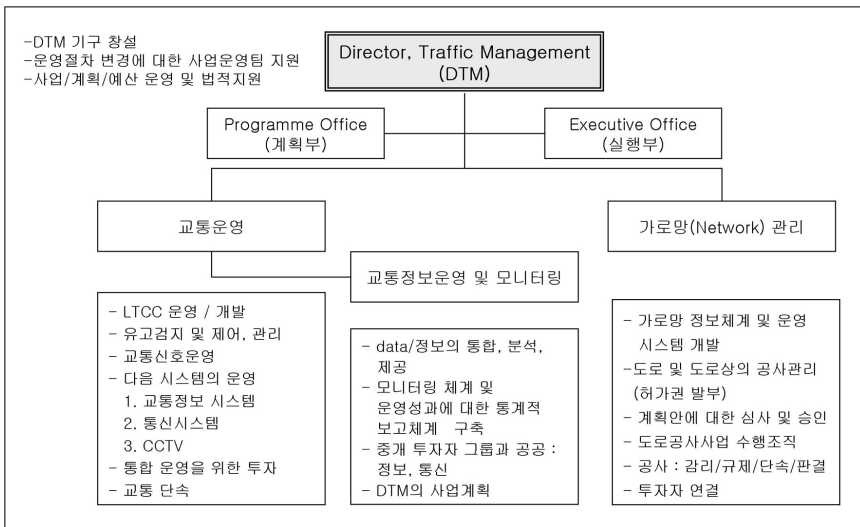 -DTM 기구 창설
-운영절차 변경에 대한 사업운영팀 지원
-사업/계획/예산 운영 및 법적지원
Director, Traffic Management
(DTM)
Programme Office
(계획부)
Executive Office
(실행부)
교통운영
가로망(Network) 관리
교통정보운영 및 모니터링
- LTCC 운영 / 개발
- 유고검지 및 제어, 관리
- 교통신호운영
- 다음 시스템의 운영
1. 교통정보 시스템
2. 통신시스템
3. CCTV
- 통합 운영을 위한 투자
- 교통 단속
- data/정보의 통합, 분석,
제공
- 모니터링 체계 및
운영성과에 대한 통계적
보고체계 구축
- 중개 투자자 그룹과 공공 :
정보, 통신
- DTM의 사업계획
- 가로망 정보체계 및 운영
시스템 개발
-도로 및 도로상의 공사관리
(허가권 발부)
- 계획안에 대한 심사 및 승인
- 도로공사사업 수행조직
- 공사 : 감리/규제/단속/판결
- 투자자 연결